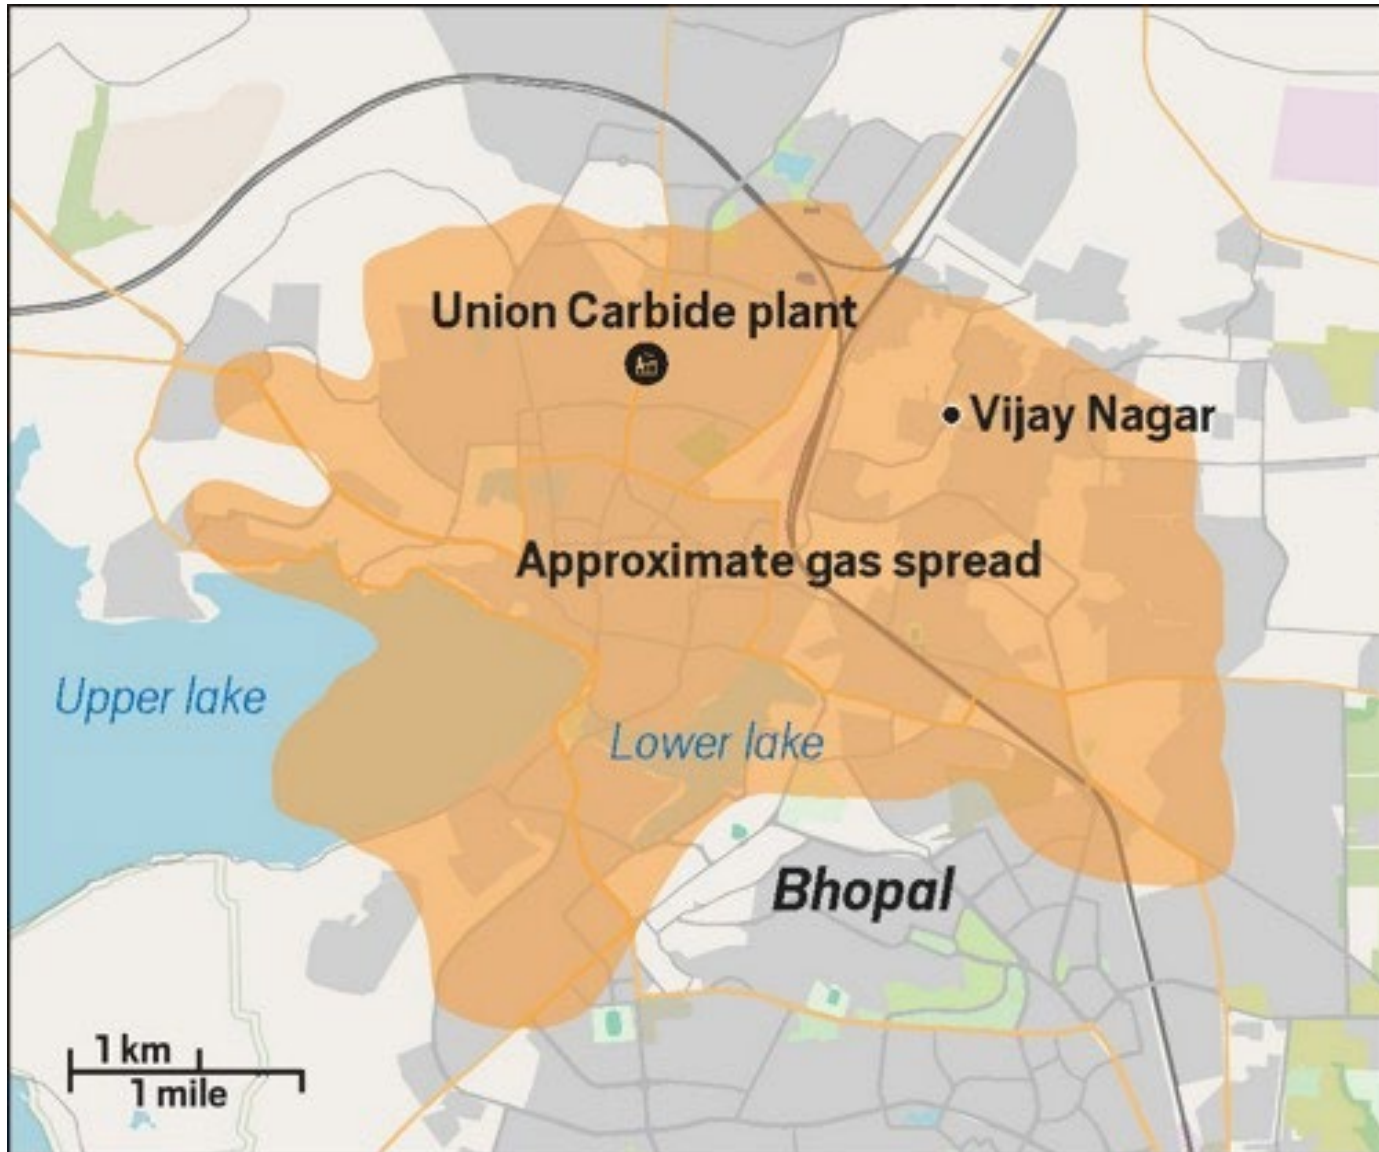 Union Carbide plant
Vijay Nagar
Approximate gas spread
Upper lake
Lower lake
Bhopal
1 km
1 mile